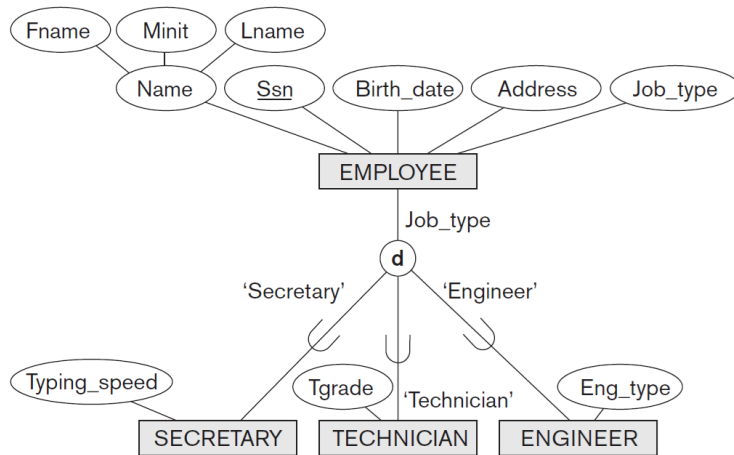 Fname Minit Lname
Name Ssn Birth_date Address Job_type
EMPLOYEE
Job_type
d
‘Secretary’ ‘Engineer’
Typing_speed Tgrade ‘Technician’ Eng_type
SECRETARY TECHNICIAN ENGINEER